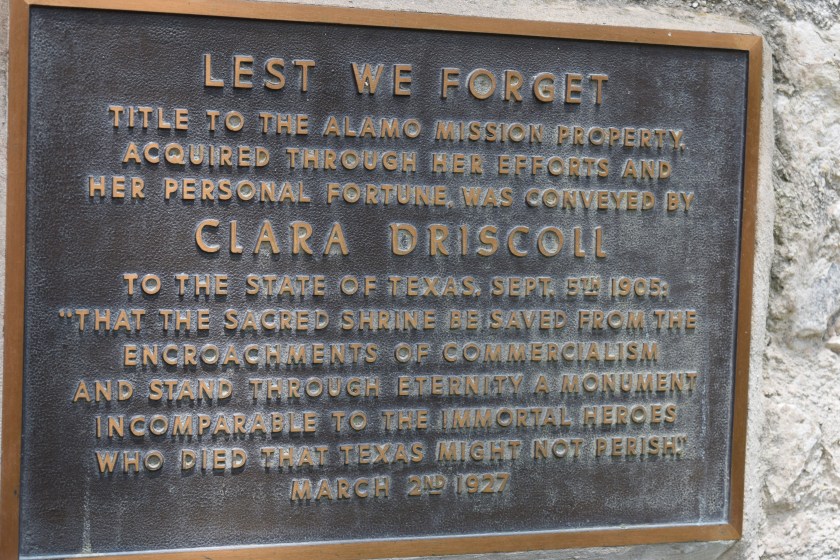 LEST WE FORGET
TITLE TO THE ALAMO MISSION PROPERTY,
ACQUIRED THROUGH HER EFFORTS AND
HER PERSONAL FORTUNE, WAS CONVEYED BY
CLARA DRISCOLL
TO THE STATE OF TEXAS, SEPT. 5TH 1905:
"THAT THE SACRED SHRINE BE SAVED FROM THE
ENCROACHMENTS OF COMMERCIALISM
AND STAND THROUGH ETERNITY A MONUMENT
INCOMPARABLE TO THE IMMORTAL HEROES
WHO DIED THAT TEXAS MIGHT NOT PERISH."
MARCH 2ND 1927